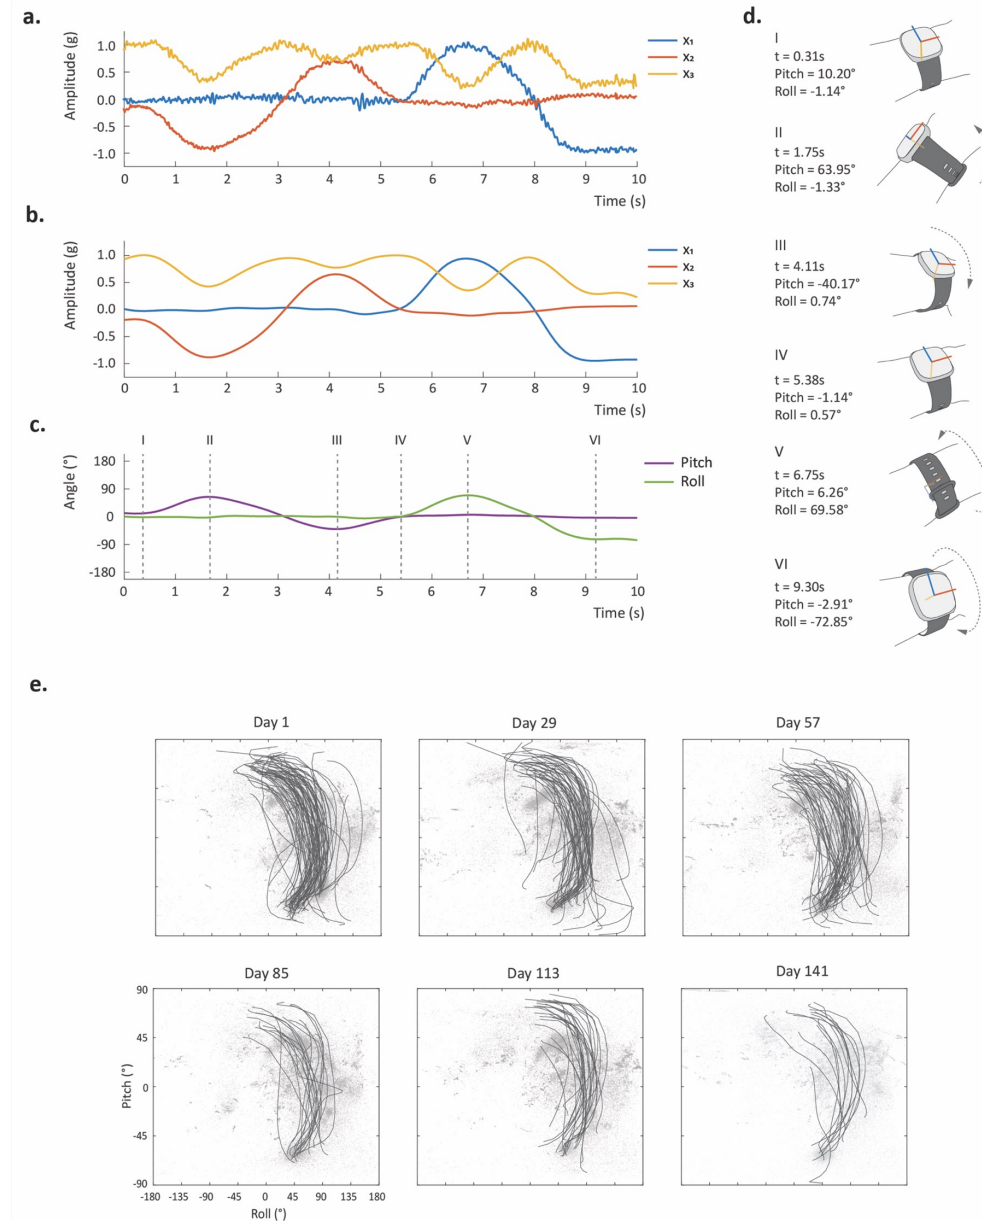 a.
Amplitude (g)
1.0
0.5
0.0
-0.5
-1.0
0 1 2 3 4 5 6 7 8 9 10
Time (s)
X₁
X₂
X₃
b.
Amplitude (g)
1.0
0.5
0.0
-0.5
-1.0
0 1 2 3 4 5 6 7 8 9 10
Time (s)
X₁
X₂
X₃
c.
I II III IV V VI
Angle (°)
180
90
0
-90
-180
0 1 2 3 4 5 6 7 8 9 10
Time (s)
Pitch
Roll
d.
I
t = 0.31s
Pitch = 10.20°
Roll = -1.14°
II
t = 1.75s
Pitch = 63.95°
Roll = -1.33°
III
t = 4.11s
Pitch = -40.17°
Roll = 0.74°
IV
t = 5.38s
Pitch = -1.14°
Roll = 0.57°
V
t = 6.75s
Pitch = 6.26°
Roll = 69.58°
VI
t = 9.30s
Pitch = -2.91°
Roll = -72.85°
e.
Day 1 Day 29 Day 57
Day 85 Day 113 Day 141
Pitch (°)
90
45
0
-45
-90
-180 -135 -90 -45 0 45 90 135 180
Roll (°)